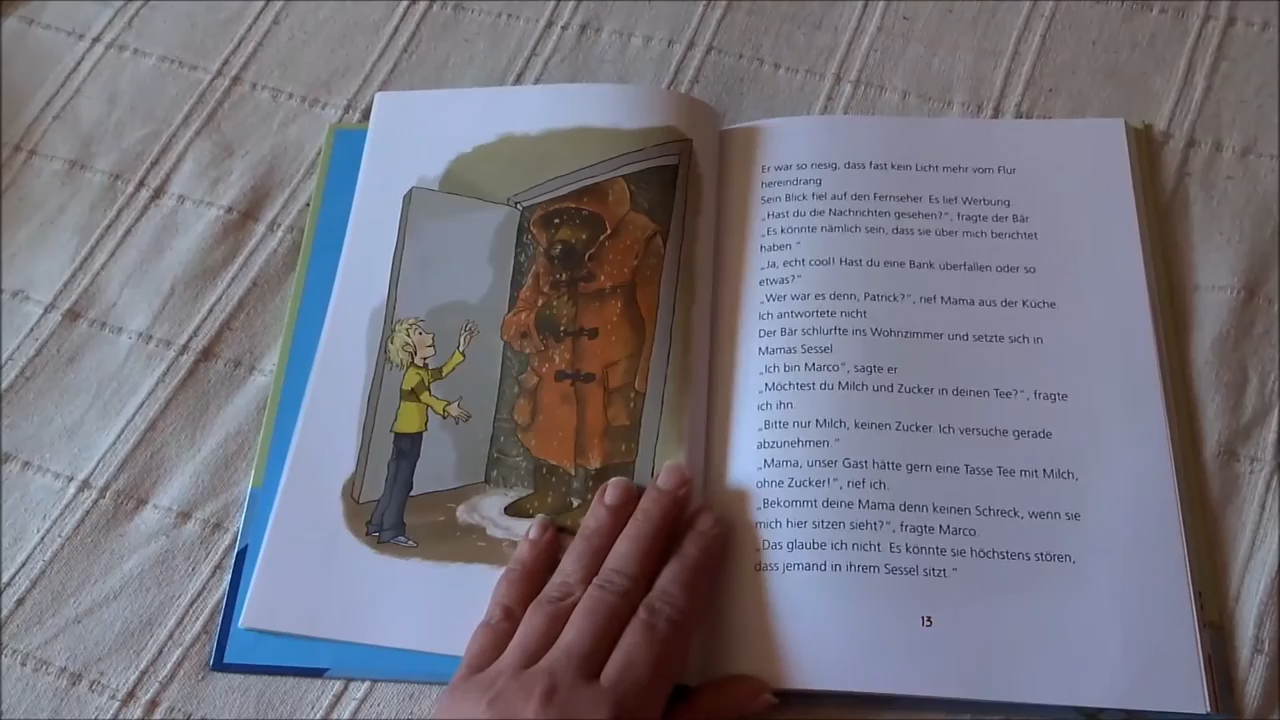 Er war so riesig, dass fast kein Licht mehr vom Flur
hereindrang
Sein Blick fiel auf den Fernseher. Es lief Werbung.
„Hast du die Nachrichten gesehen?“, fragte der Bär.
„Es könnte nämlich sein, dass sie über mich berichtet
haben.“
„Ja, echt cool! Hast du eine Bank überfallen oder so
etwas?“
„Wer war es denn, Patrick?“, rief Mama aus der Küche.
Ich antwortete nicht
Der Bär schlurfte ins Wohnzimmer und setzte sich in
Mamas Sessel
„Ich bin Marco“, sagte er
„Möchtest du Milch und Zucker in deinen Tee?“, fragte
ich ihn.
„Bitte nur Milch, keinen Zucker. Ich versuche gerade
abzunehmen.“
„Mama, unser Gast hätte gern eine Tasse Tee mit Milch,
ohne Zucker!“, rief ich.
„Bekommt deine Mama denn keinen Schreck, wenn sie
mich hier sitzen sieht?“, fragte Marco.
„Das glaube ich nicht. Es könnte sie höchstens stören,
dass jemand in ihrem Sessel sitzt.“
13